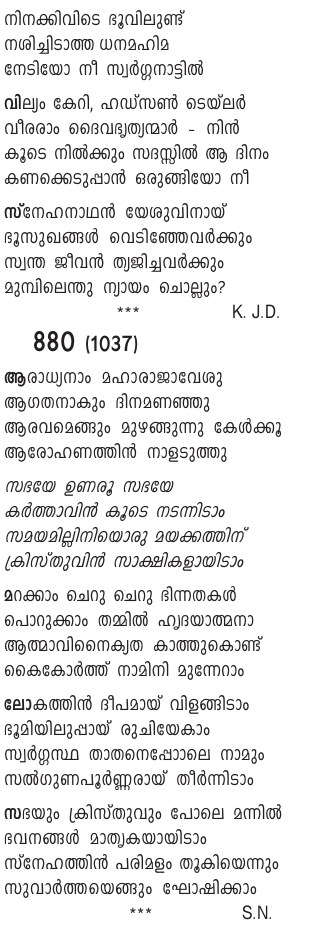 നിനക്കിവിടെ ഭൂവിലുണ്ട്
നശിച്ചിടാത്ത ധനമഹിമ
നേടിയോ നീ സ്വർഗ്ഗനാട്ടിൽ
വില്യം കേറി, ഹഡ്സൺ ടെയ്ലർ
വീരരാം ദൈവഭൃത്യന്മാർ - നിൻ
കൂടെ നിൽക്കും സദസ്സിൽ ആ ദിനം
കണക്കെടുപ്പാൻ ഒരുങ്ങിയോ നീ
സ്നേഹനാഥൻ യേശുവിനായ്
ഭൂസുഖങ്ങൾ വെടിഞ്ഞേവർക്കും
സ്വന്ത ജീവൻ ത്യജിച്ചവർക്കും
മുമ്പിലെന്തു ന്യായം ചൊല്ലും?
*** K. J.D.
880 (1037)
ആരാധ്യനാം മഹാരാജാവേശു
ആഗതനാകും ദിനമണഞ്ഞു
ആരവമെങ്ങും മുഴങ്ങുന്നു കേൾക്കൂ
ആരോഹണത്തിൻ നാളടുത്തു
സഭയേ ഉണരൂ സഭയേ
കർത്താവിൻ കൂടെ നടന്നിടാം
സമയമില്ലിനിയൊരു മയക്കത്തിന്
ക്രിസ്തുവിൻ സാക്ഷികളായിടാം
മറക്കാം ചെറു ചെറു ഭിന്നതകൾ
പൊറുക്കാം തമ്മിൽ ഹൃദയാത്മനാ
ആത്മാവിനൈക്യത കാത്തുകൊണ്ട്
കൈകോർത്ത് നാമിനി മുന്നേറാം
ലോകത്തിൻ ദീപമായ് വിളങ്ങിടാം
ഭൂമിയിലുപ്പായ് രുചിയേകാം
സ്വർഗ്ഗസ്ഥ താതനെപ്പോാലെ നാമും
സൽഗുണപൂർണ്ണരായ് തീർന്നിടാം
സഭയും ക്രിസ്തുവും പോലെ മന്നിൽ
ഭവനങ്ങൾ മാതൃകയായിടാം
സ്നേഹത്തിൻ പരിമളം തൂകിയെന്നും
സുവാർത്തയെങ്ങും ഘോഷിക്കാം
*** S.N.